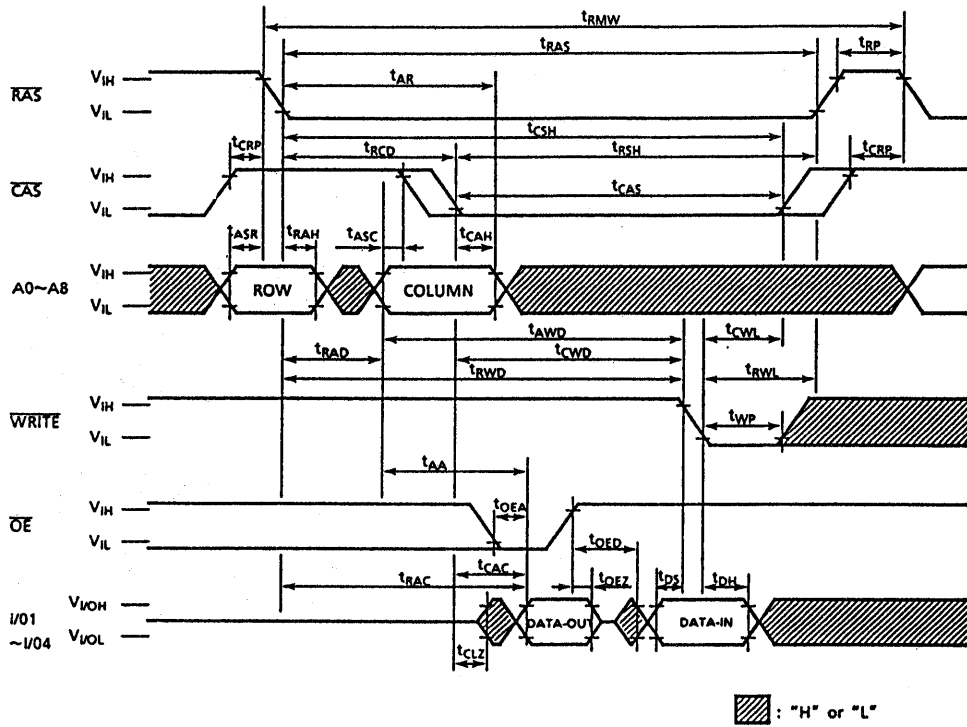 tRMW
tRAS
tRP
tAR
RAS
VIH
VIL
tCSH
tCRP
tRCD
tRSH
tCRP
CAS
VIH
VIL
tCAS
tASR
tRAH
tASC
tCAH
A0~A8
VIH
VIL
ROW
COLUMN
tAWD
tCWL
tRAD
tCWD
tRWD
tRWL
WRITE
VIH
VIL
tWP
tAA
OE
VIH
VIL
tOEA
tOED
tCAC
tRAC
tOEZ
tDS
tDH
I/01
~I/04
VI/OH
VI/OL
DATA-OUT
DATA-IN
tCLZ
: "H" or "L"